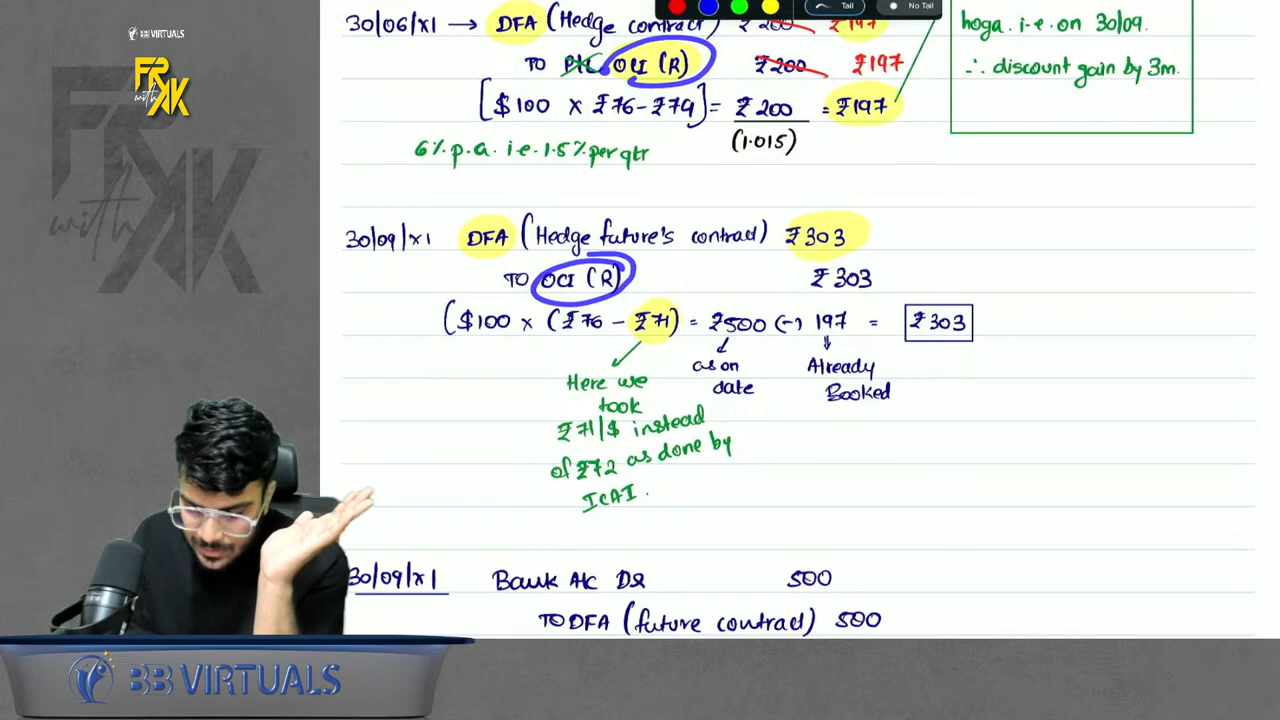 Tail
No Tail
BB VIRTUALS
FR
with AK
30/06/x1 → DFA (Hedge contract) ₹200 ₹197
TO P/L OCI (R) ₹200 ₹197
[$100 x ₹76-₹74] = ₹200 = ₹197
(1.015)
6% p.a. i.e. 1.5% per qtr
hoga. i.e. on 30/09.
∴ discount gain by 3m.
30/09/x1 DFA (Hedge future's contract) ₹303
TO OCI (R) ₹303
($100 x (₹76 - ₹71) = ₹500 (-) 197 = ₹303
as on
date
Already
Booked
Here we
took
₹71/$ instead
of ₹72 as done by
ICAI.
30/09/x1 Bank A/c DR 500
TO DFA (future contract) 500
BB VIRTUALS